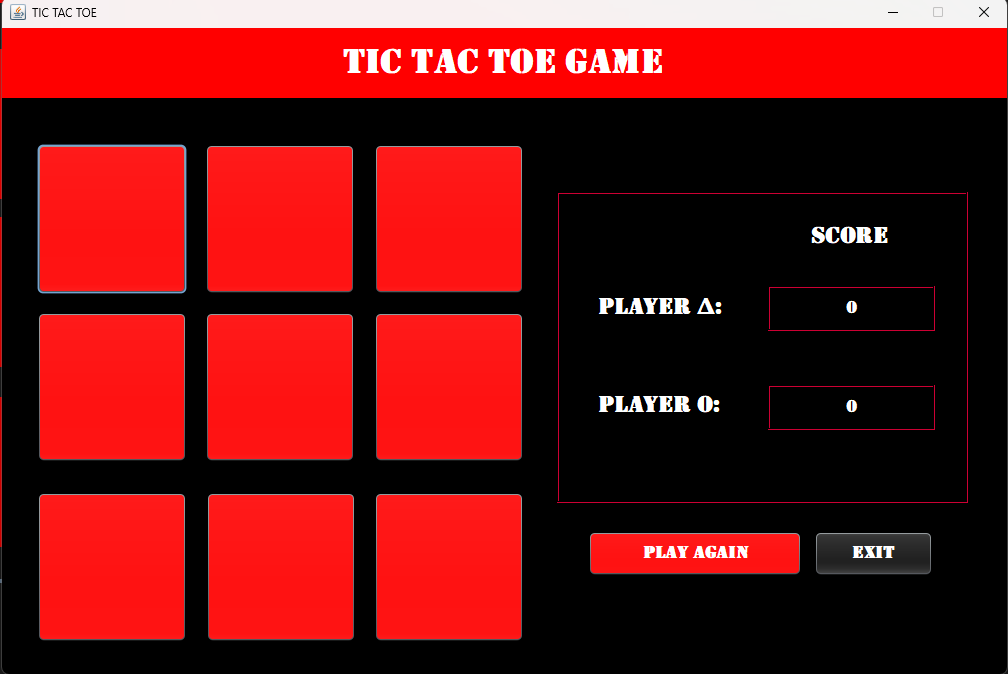 TIC TAC TOE
TIC TAC TOE GAME
SCORE
PLAYER Δ: 0
PLAYER O: 0
PLAY AGAIN
EXIT